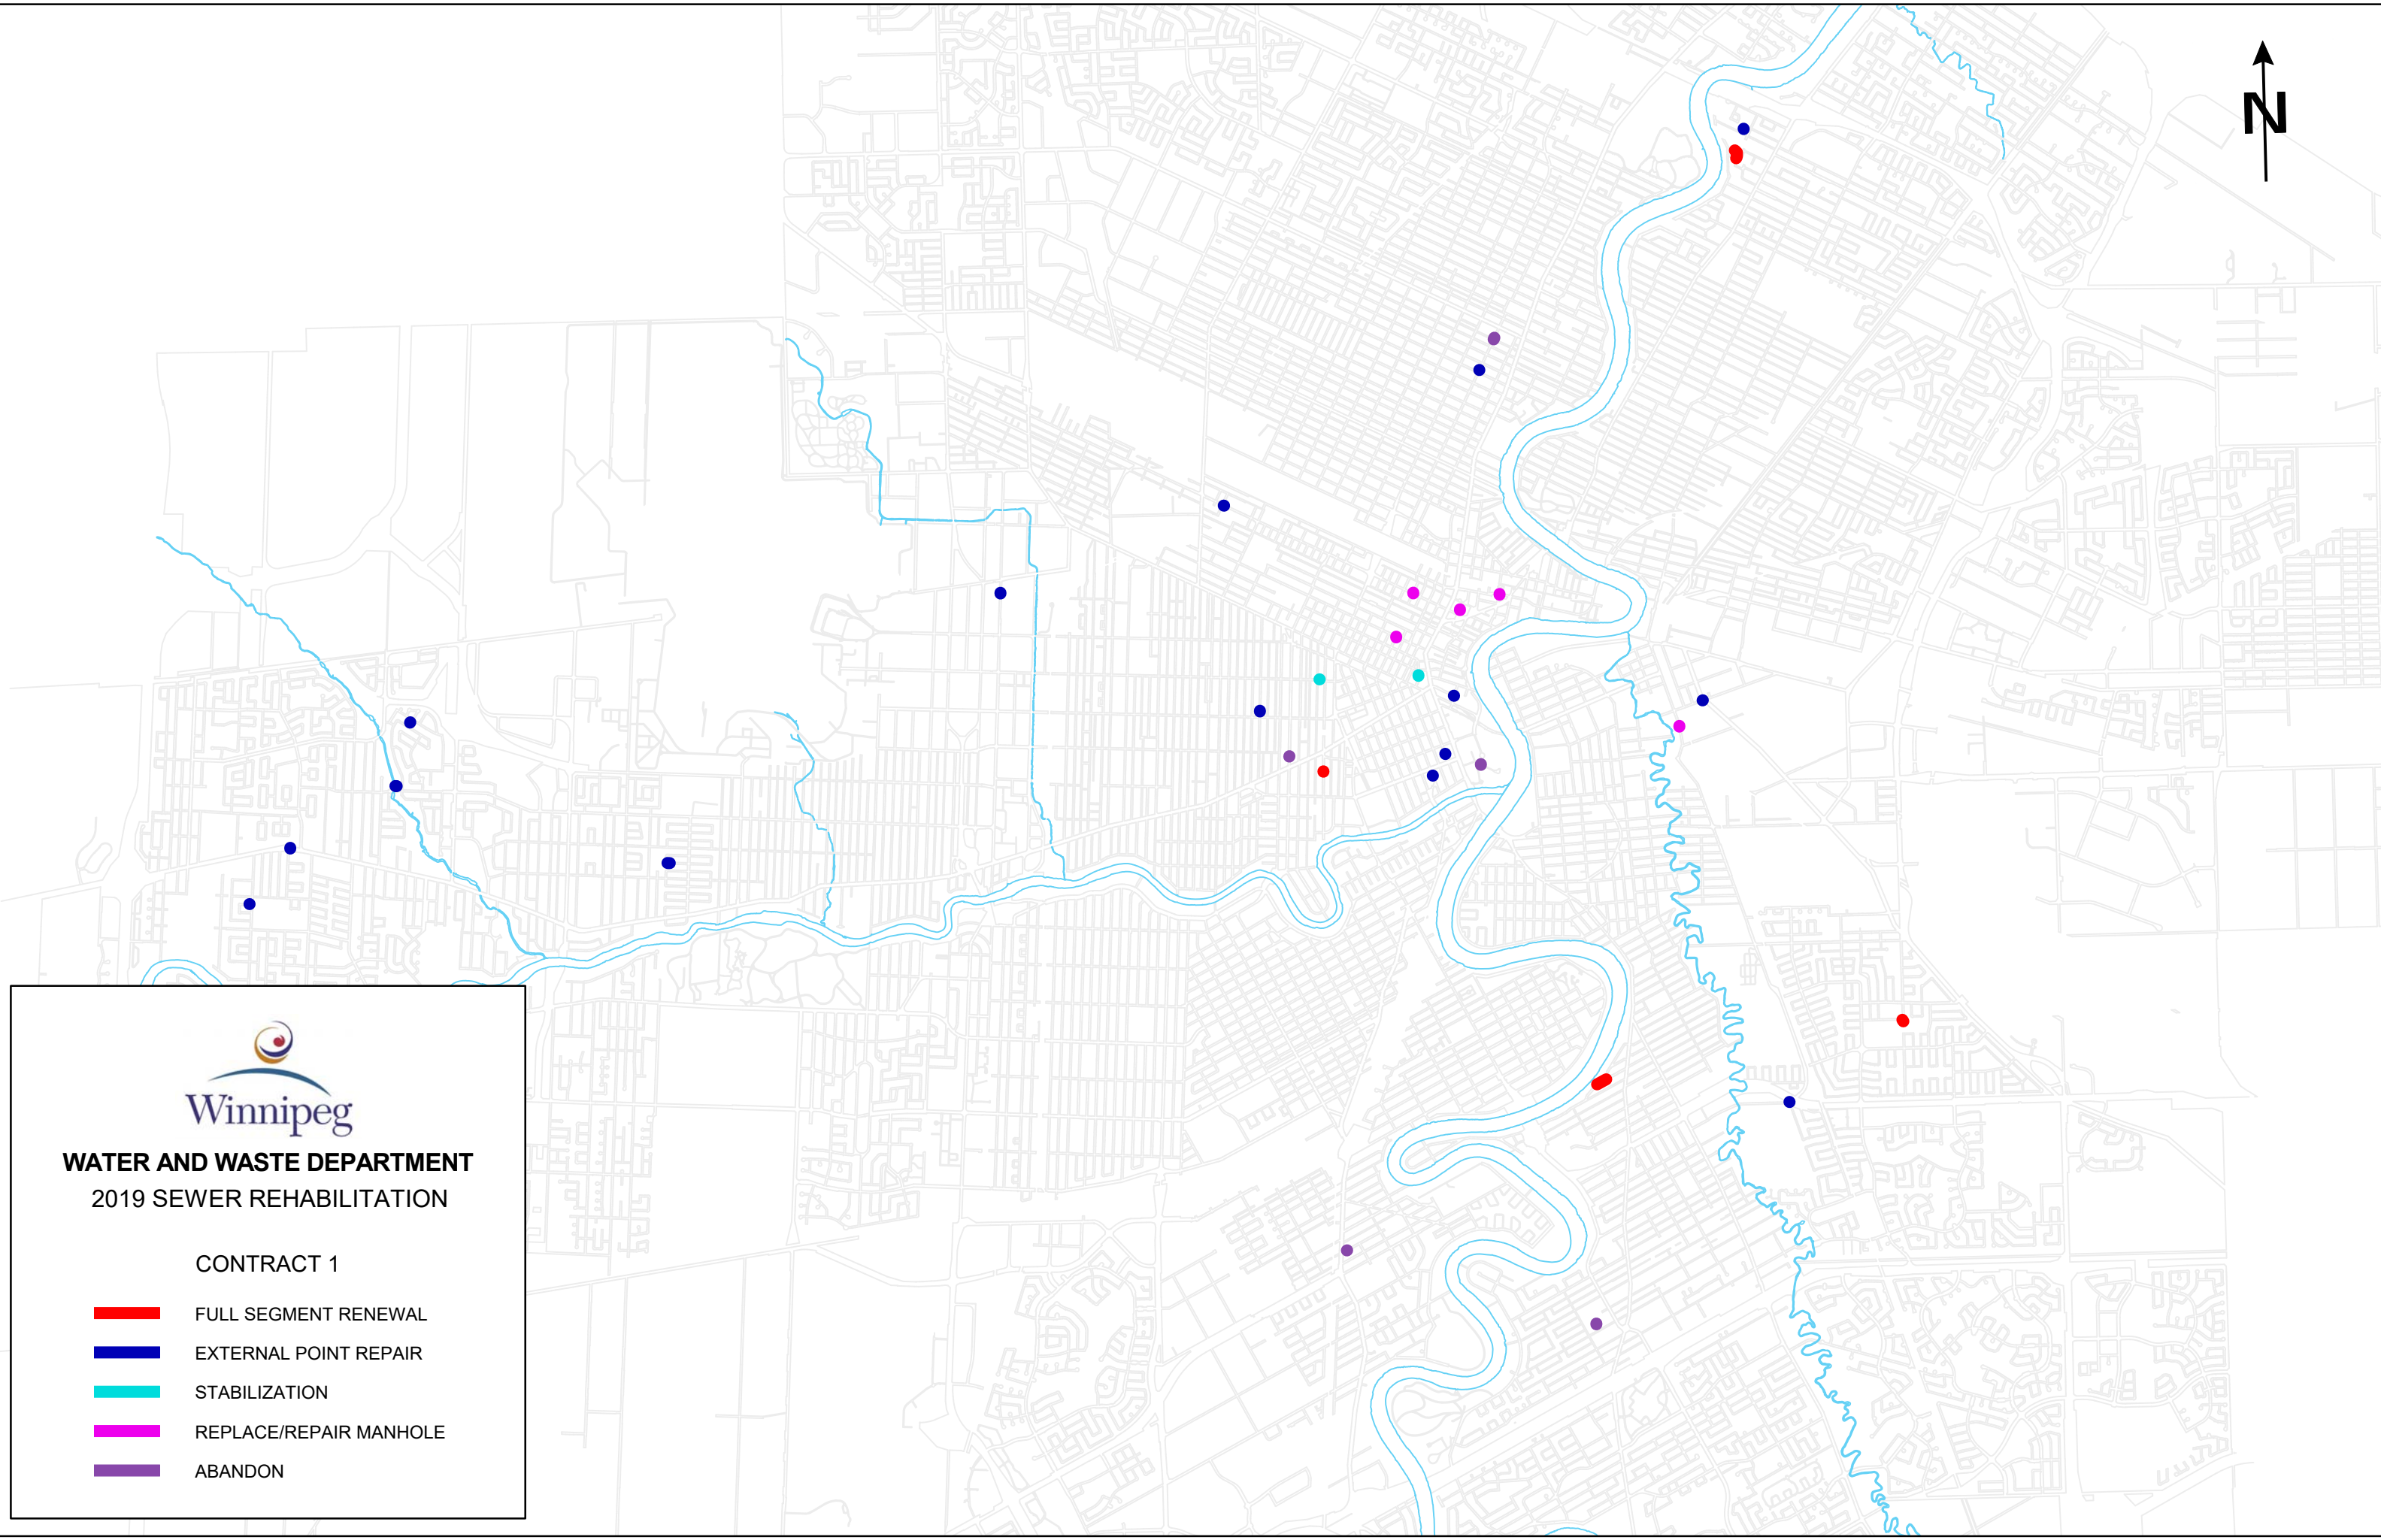 N
Winnipeg
WATER AND WASTE DEPARTMENT
2019 SEWER REHABILITATION
CONTRACT 1
FULL SEGMENT RENEWAL
EXTERNAL POINT REPAIR
STABILIZATION
REPLACE/REPAIR MANHOLE
ABANDON